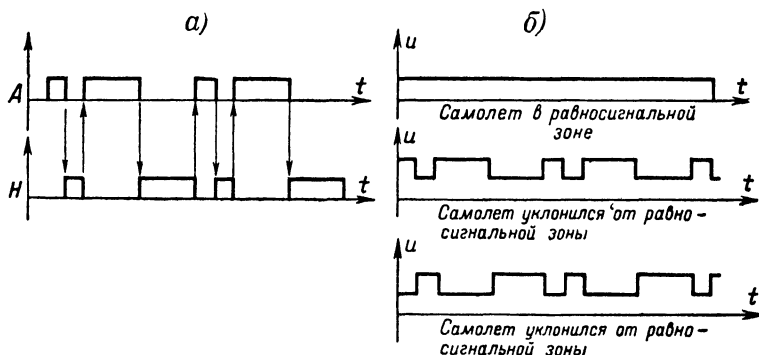 а)
А
t
Н
t
б)
u
t
Самолет в равносигнальной
зоне
u
t
Самолет уклонился от равно-
сигнальной зоны
u
t
Самолет уклонился от равно-
сигнальной зоны